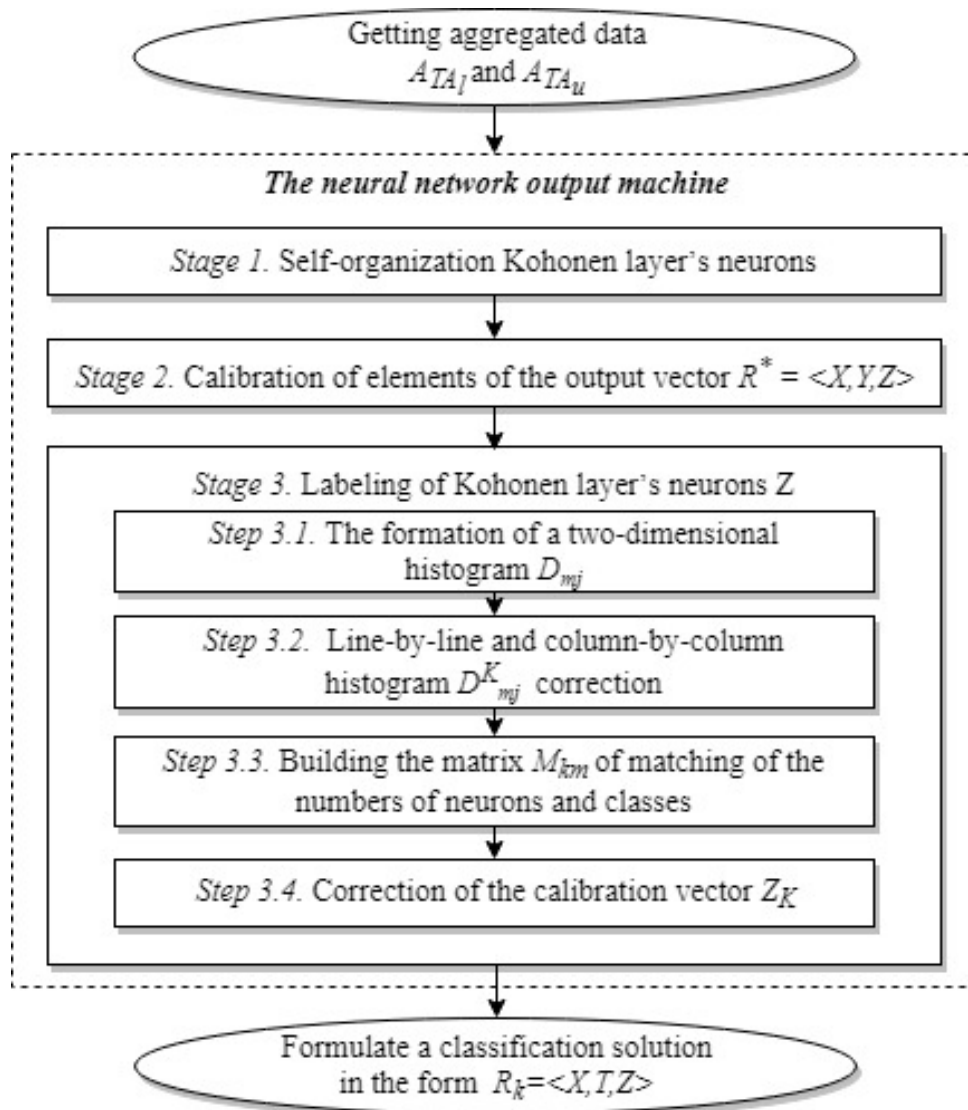 Getting aggregated data
A_TA_l and A_TA_u
The neural network output machine
Stage 1. Self-organization Kohonen layer's neurons
Stage 2. Calibration of elements of the output vector R* = <X,Y,Z>
Stage 3. Labeling of Kohonen layer's neurons Z
Step 3.1. The formation of a two-dimensional
histogram D_mj
Step 3.2. Line-by-line and column-by-column
histogram D^K_mj correction
Step 3.3. Building the matrix M_km of matching of the
numbers of neurons and classes
Step 3.4. Correction of the calibration vector Z_K
Formulate a classification solution
in the form R_k=<X,T,Z>